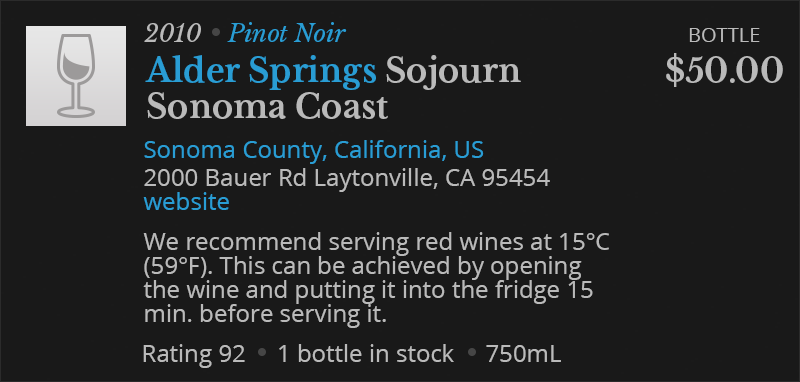 2010 • Pinot Noir
BOTTLE
Alder Springs Sojourn
$50.00
Sonoma Coast
Sonoma County, California, US
2000 Bauer Rd Laytonville, CA 95454
website
We recommend serving red wines at 15°C
(59°F). This can be achieved by opening
the wine and putting it into the fridge 15
min. before serving it.
Rating 92 • 1 bottle in stock • 750mL